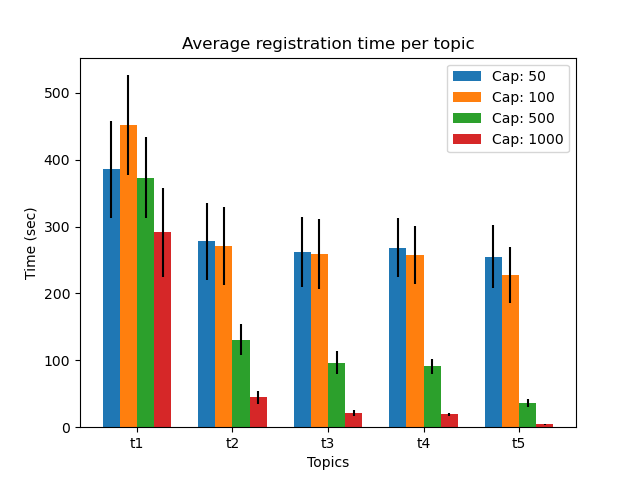 Average registration time per topic
Cap: 50
Cap: 100
Cap: 500
Cap: 1000
Time (sec)
500
400
300
200
100
0
t1 t2 t3 t4 t5
Topics